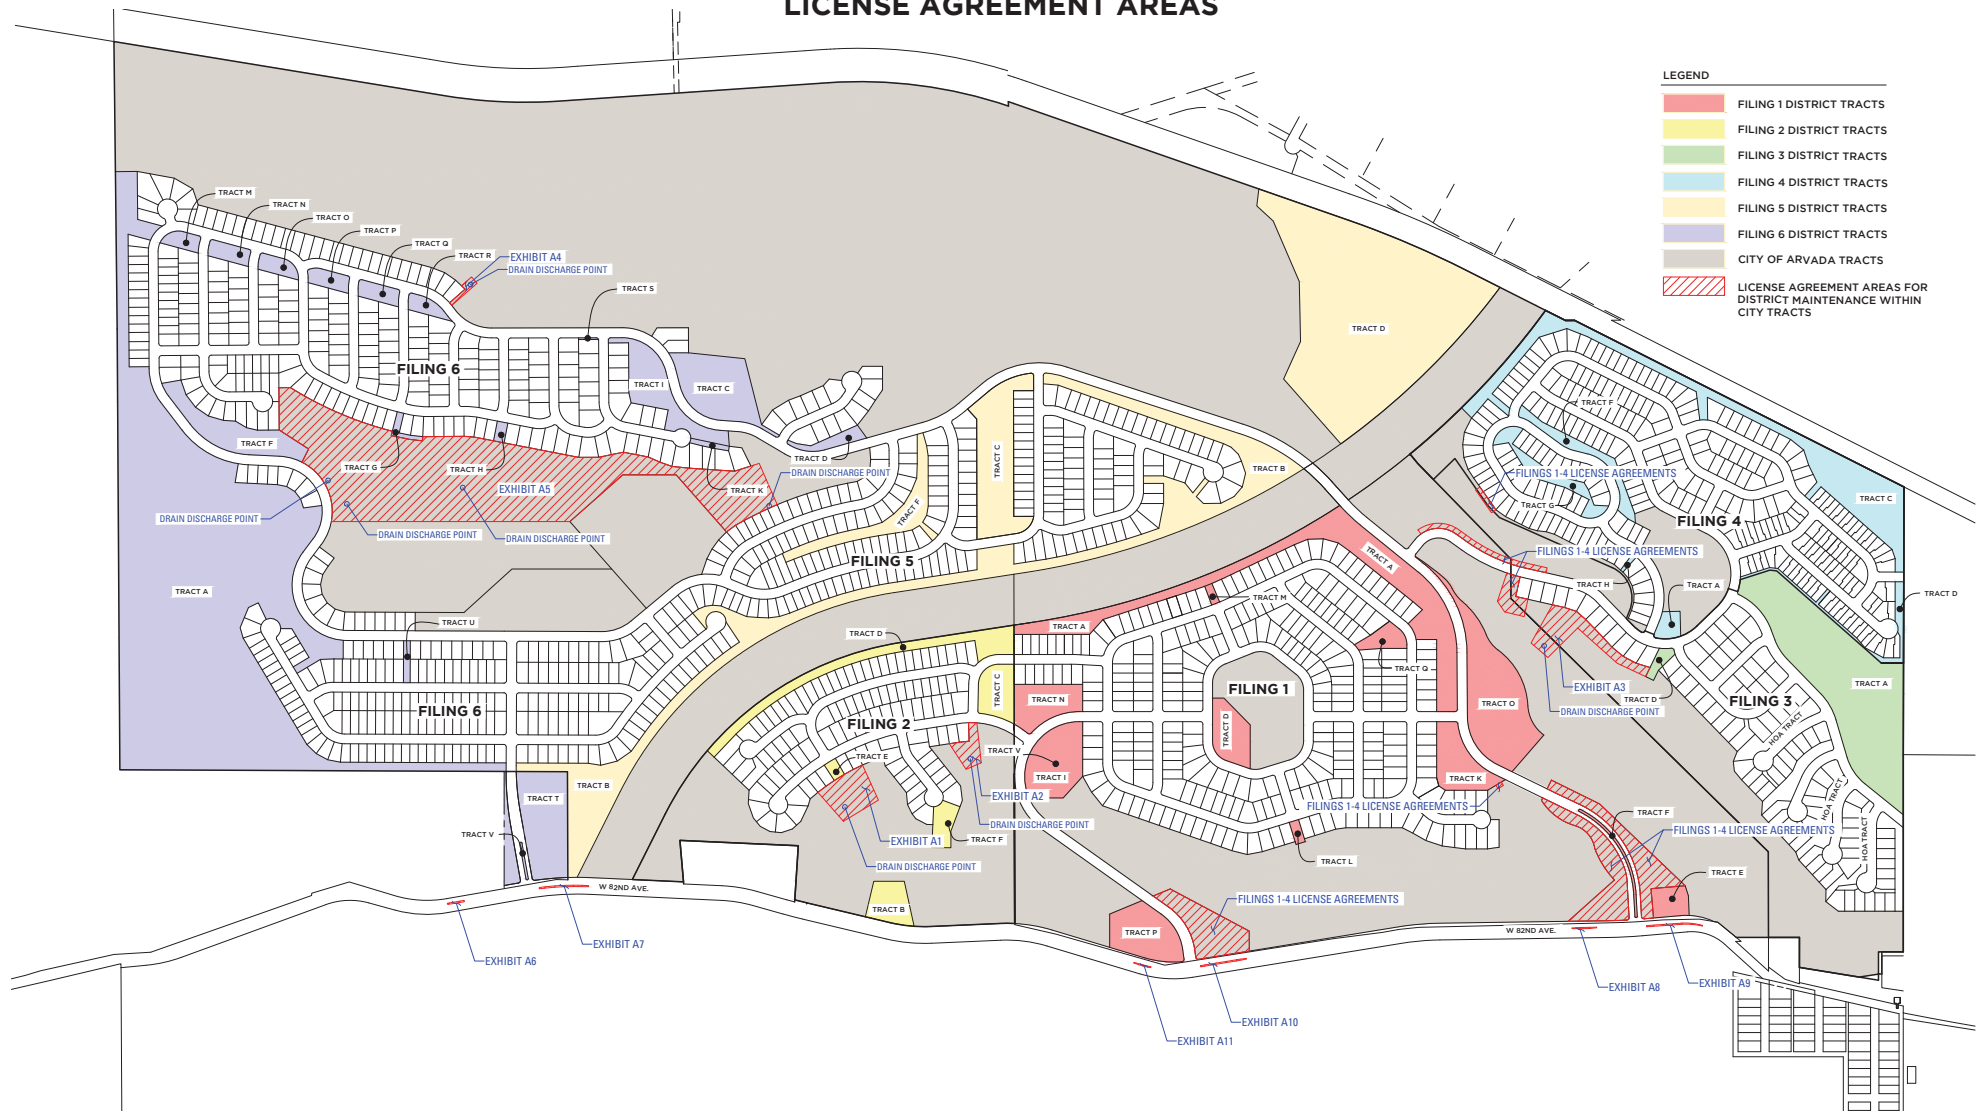 LICENSE AGREEMENT AREAS
LEGEND
FILING 1 DISTRICT TRACTS
FILING 2 DISTRICT TRACTS
FILING 3 DISTRICT TRACTS
FILING 4 DISTRICT TRACTS
FILING 5 DISTRICT TRACTS
FILING 6 DISTRICT TRACTS
CITY OF ARVADA TRACTS
LICENSE AGREEMENT AREAS FOR
DISTRICT MAINTENANCE WITHIN
CITY TRACTS
TRACT M
TRACT N
TRACT O
TRACT P
TRACT Q
TRACT R
EXHIBIT A4
DRAIN DISCHARGE POINT
TRACT S
FILING 6
TRACT I
TRACT C
TRACT F
TRACT G
TRACT H
EXHIBIT A5
TRACT K
TRACT D
DRAIN DISCHARGE POINT
DRAIN DISCHARGE POINT
DRAIN DISCHARGE POINT
DRAIN DISCHARGE POINT
TRACT A
TRACT U
FILING 6
TRACT T
TRACT V
TRACT B
TRACT F
FILING 5
TRACT C
TRACT B
TRACT D
TRACT D
FILING 2
TRACT C
TRACT E
TRACT V
EXHIBIT A2
DRAIN DISCHARGE POINT
EXHIBIT A1
TRACT F
DRAIN DISCHARGE POINT
TRACT B
W 82ND AVE.
EXHIBIT A7
EXHIBIT A6
TRACT A
TRACT M
TRACT A
TRACT N
FILING 1
TRACT D
TRACT Q
TRACT O
TRACT I
TRACT K
FILINGS 1-4 LICENSE AGREEMENTS
TRACT L
FILINGS 1-4 LICENSE AGREEMENTS
TRACT P
TRACT F
FILINGS 1-4 LICENSE AGREEMENTS
TRACT E
W 82ND AVE.
EXHIBIT A8
EXHIBIT A9
EXHIBIT A10
EXHIBIT A11
TRACT F
FILINGS 1-4 LICENSE AGREEMENTS
TRACT G
FILING 4
TRACT C
FILINGS 1-4 LICENSE AGREEMENTS
TRACT H
TRACT A
TRACT D
EXHIBIT A3
TRACT D
DRAIN DISCHARGE POINT
FILING 3
TRACT A
HOA TRACT
HOA TRACT
HOA TRACT